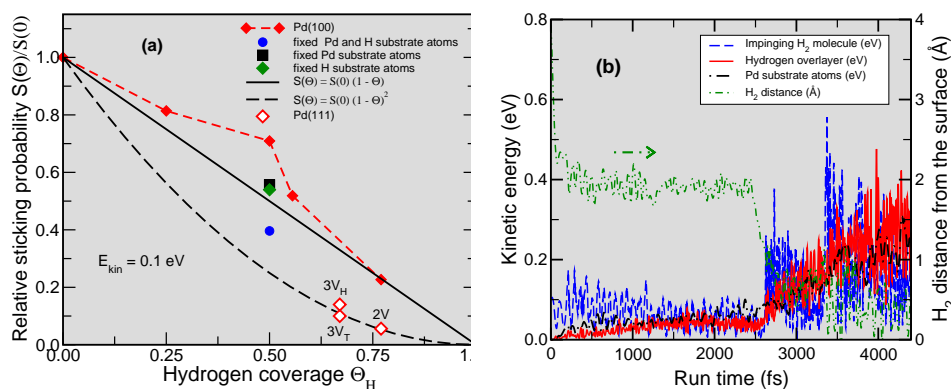 (a)
Pd(100)
fixed Pd and H substrate atoms
fixed Pd substrate atoms
fixed H substrate atoms
S(Θ) = S(0) (1 - Θ)
S(Θ) = S(0) (1 - Θ)²
Pd(111)
Relative sticking probability S(Θ)/S(0)
1.0
0.8
0.6
0.4
0.2
0.0
E_kin = 0.1 eV
3V_H
3V_T
2V
0.00
0.25
0.50
0.75
1.
Hydrogen coverage Θ_H
(b)
Impinging H₂ molecule (eV)
Hydrogen overlayer (eV)
Pd substrate atoms (eV)
H₂ distance (Å)
Kinetic energy (eV)
0.8
0.6
0.4
0.2
0.0
0
1000
2000
3000
4000
Run time (fs)
4
3
2
1
0
H₂ distance from the surface (Å)